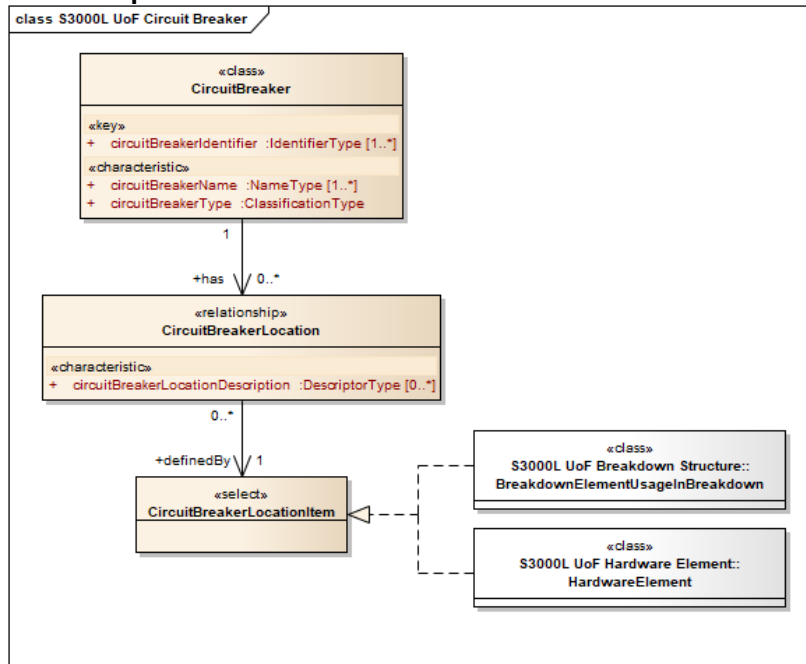 class S3000L UoF Circuit Breaker
«class»
CircuitBreaker
«key»
+ circuitBreakerIdentifier :IdentifierType [1..*]
«characteristic»
+ circuitBreakerName :NameType [1..*]
+ circuitBreakerType :ClassificationType
1
+has 0..*
«relationship»
CircuitBreakerLocation
«characteristic»
+ circuitBreakerLocationDescription :DescriptorType [0..*]
0..*
+definedBy 1
«select»
CircuitBreakerLocationItem
«class»
S3000L UoF Breakdown Structure::
BreakdownElementUsageInBreakdown
«class»
S3000L UoF Hardware Element::
HardwareElement